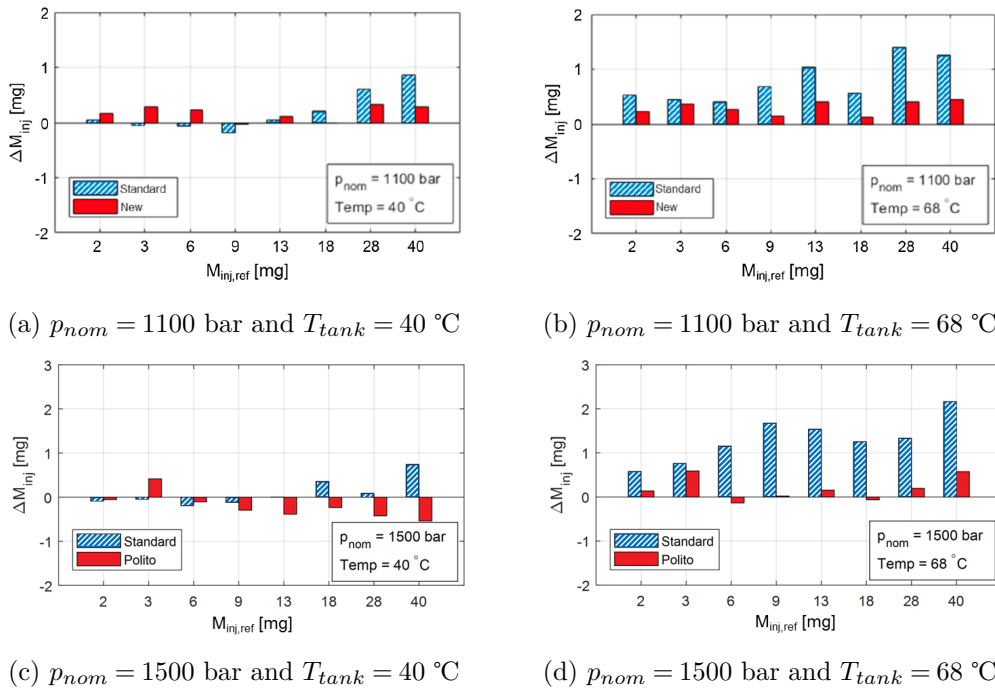 2
1
0
-1
-2
ΔM_inj [mg]
Standard
New
p_nom = 1100 bar
Temp = 40 °C
2 3 6 9 13 18 28 40
M_inj,ref [mg]
(a) p_nom = 1100 bar and T_tank = 40 ℃
2
1
0
-1
-2
ΔM_inj [mg]
Standard
New
p_nom = 1100 bar
Temp = 68 °C
2 3 6 9 13 18 28 40
M_inj,ref [mg]
(b) p_nom = 1100 bar and T_tank = 68 ℃
3
2
1
0
-1
-2
ΔM_inj [mg]
Standard
Polito
p_nom = 1500 bar
Temp = 40 °C
2 3 6 9 13 18 28 40
M_inj,ref [mg]
(c) p_nom = 1500 bar and T_tank = 40 ℃
3
2
1
0
-1
-2
ΔM_inj [mg]
Standard
Polito
p_nom = 1500 bar
Temp = 68 °C
2 3 6 9 13 18 28 40
M_inj,ref [mg]
(d) p_nom = 1500 bar and T_tank = 68 ℃